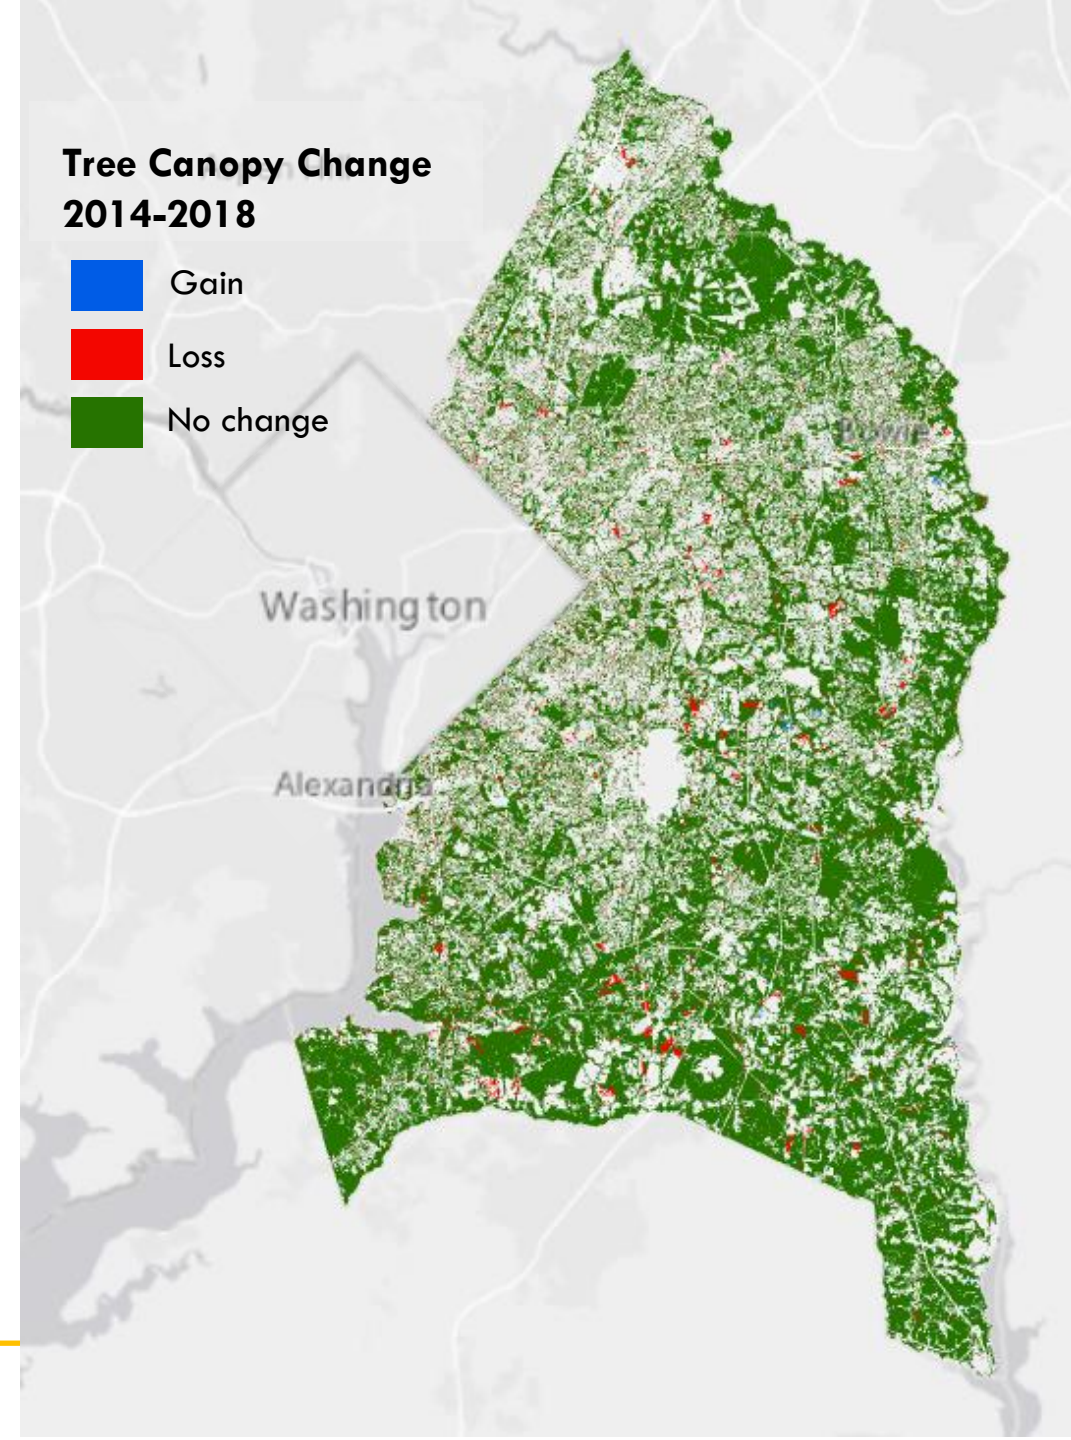 Tree Canopy Change
2014-2018
Gain
Loss
No change
Bowie
Washington
Alexandria